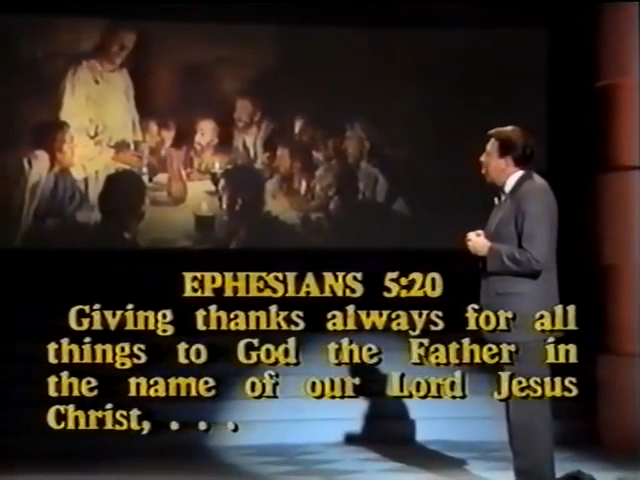 EPHESIANS 5:20
Giving thanks always for all
things to God the Father in
the name of our Lord Jesus
Christ, . . .